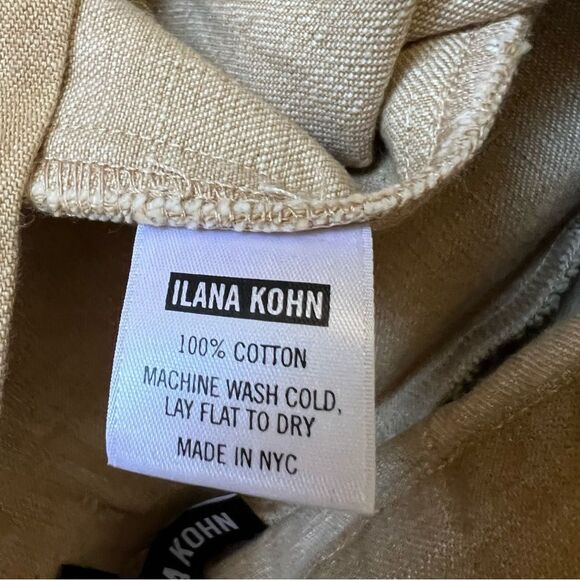 ILANA KOHN
100% COTTON
MACHINE WASH COLD,
LAY FLAT TO DRY
MADE IN NYC
KOHN